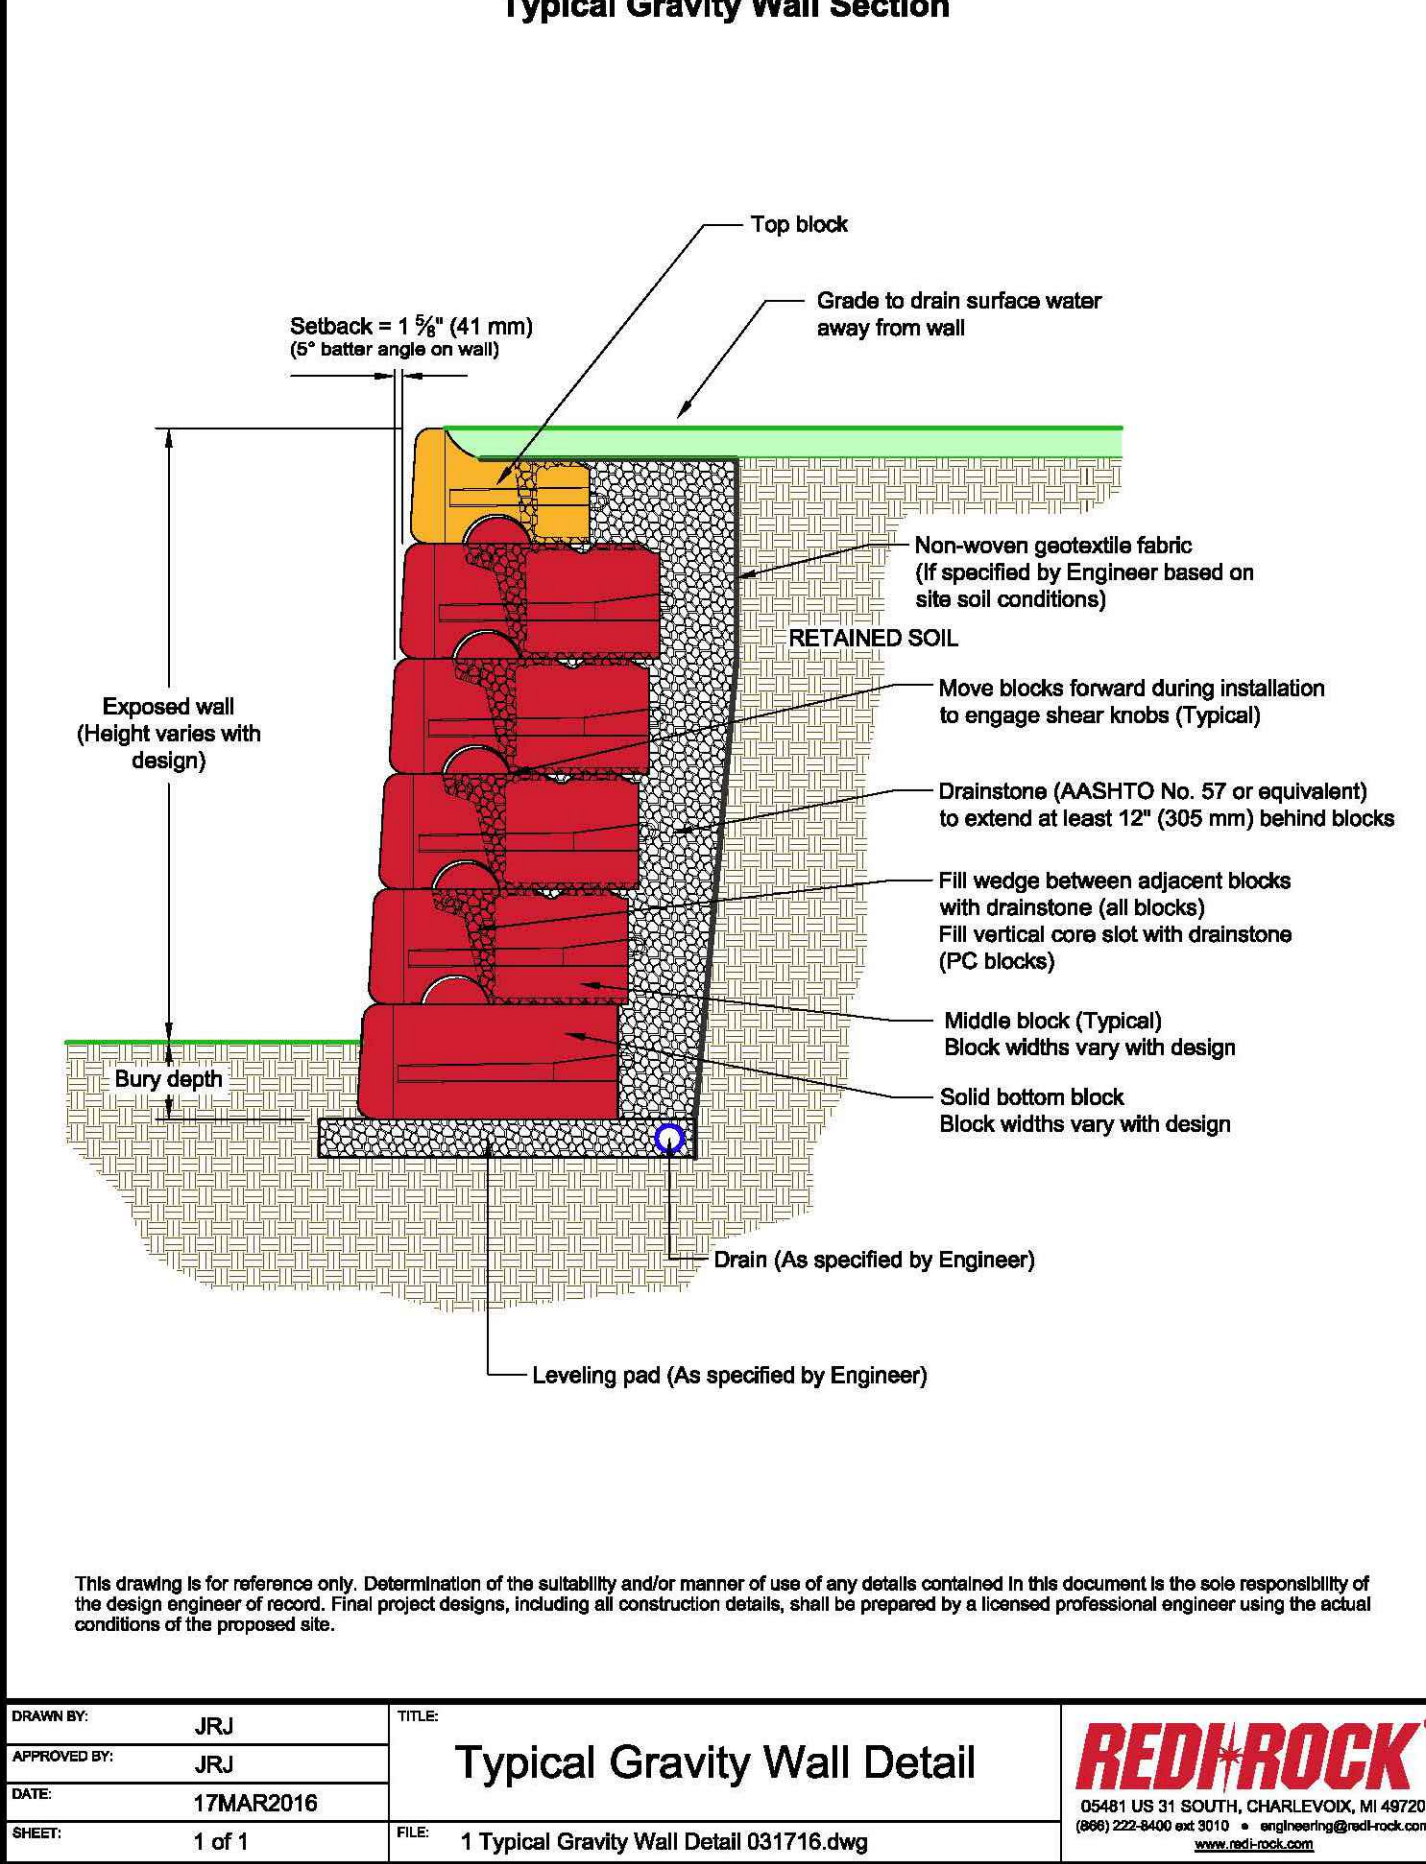 Typical Gravity Wall Section
Top block
Grade to drain surface water
away from wall
Setback = 1 ⅝" (41 mm)
(5° batter angle on wall)
Non-woven geotextile fabric
(If specified by Engineer based on
site soil conditions)
RETAINED SOIL
Move blocks forward during installation
to engage shear knobs (Typical)
Exposed wall
(Height varies with
design)
Drainstone (AASHTO No. 57 or equivalent)
to extend at least 12" (305 mm) behind blocks
Fill wedge between adjacent blocks
with drainstone (all blocks)
Fill vertical core slot with drainstone
(PC blocks)
Middle block (Typical)
Block widths vary with design
Bury depth
Solid bottom block
Block widths vary with design
Drain (As specified by Engineer)
Leveling pad (As specified by Engineer)
This drawing is for reference only. Determination of the suitability and/or manner of use of any details contained in this document is the sole responsibility of
the design engineer of record. Final project designs, including all construction details, shall be prepared by a licensed professional engineer using the actual
conditions of the proposed site.
DRAWN BY: JRJ
APPROVED BY: JRJ
DATE: 17MAR2016
SHEET: 1 of 1
TITLE:
Typical Gravity Wall Detail
FILE: 1 Typical Gravity Wall Detail 031716.dwg
REDI-ROCK
05481 US 31 SOUTH, CHARLEVOIX, MI 49720
(866) 222-8400 ext 3010 • engineering@redi-rock.com
www.redi-rock.com